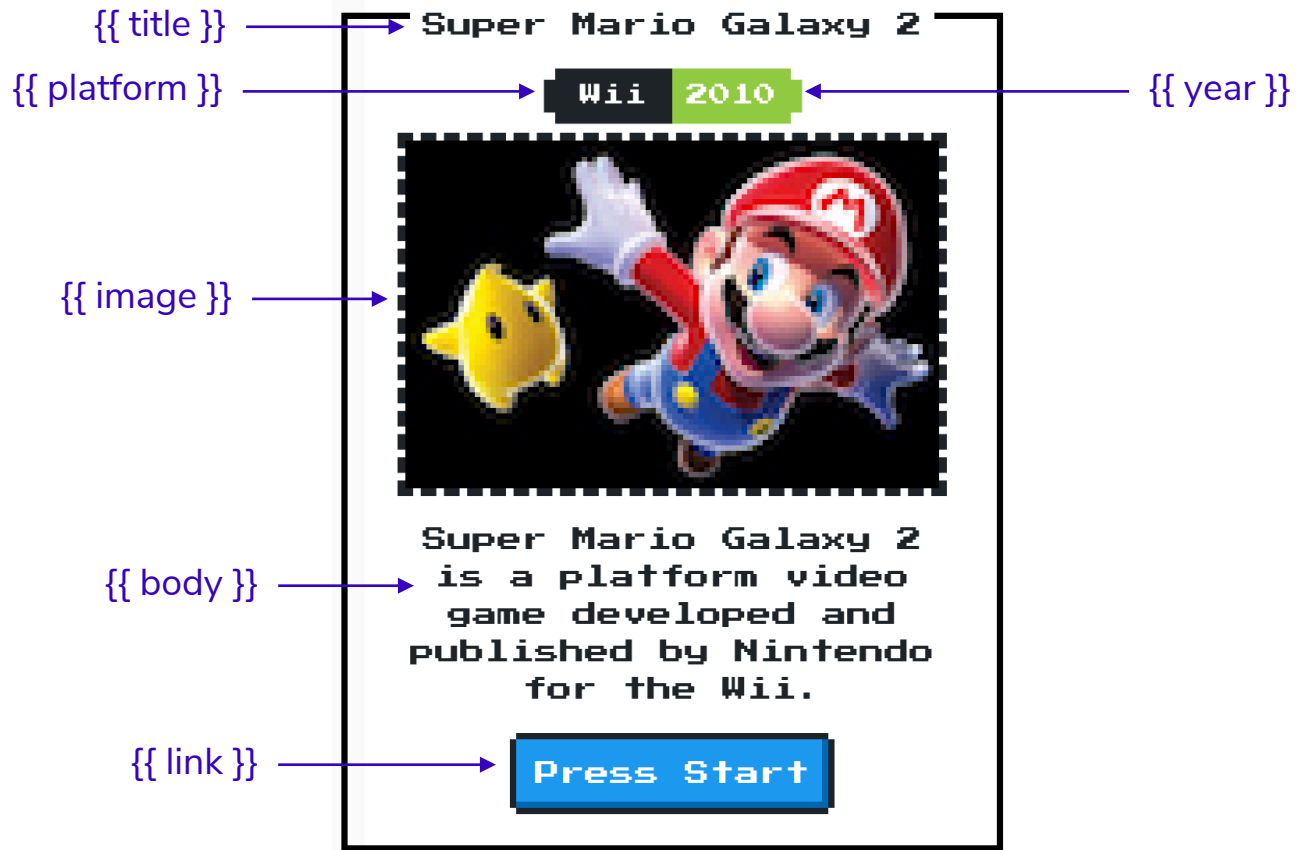 {{ title }}
Super Mario Galaxy 2
{{ platform }}
Wii 2010
{{ year }}
M
{{ image }}
Super Mario Galaxy 2
is a platform video
game developed and
published by Nintendo
for the Wii.
{{ body }}
{{ link }}
Press Start